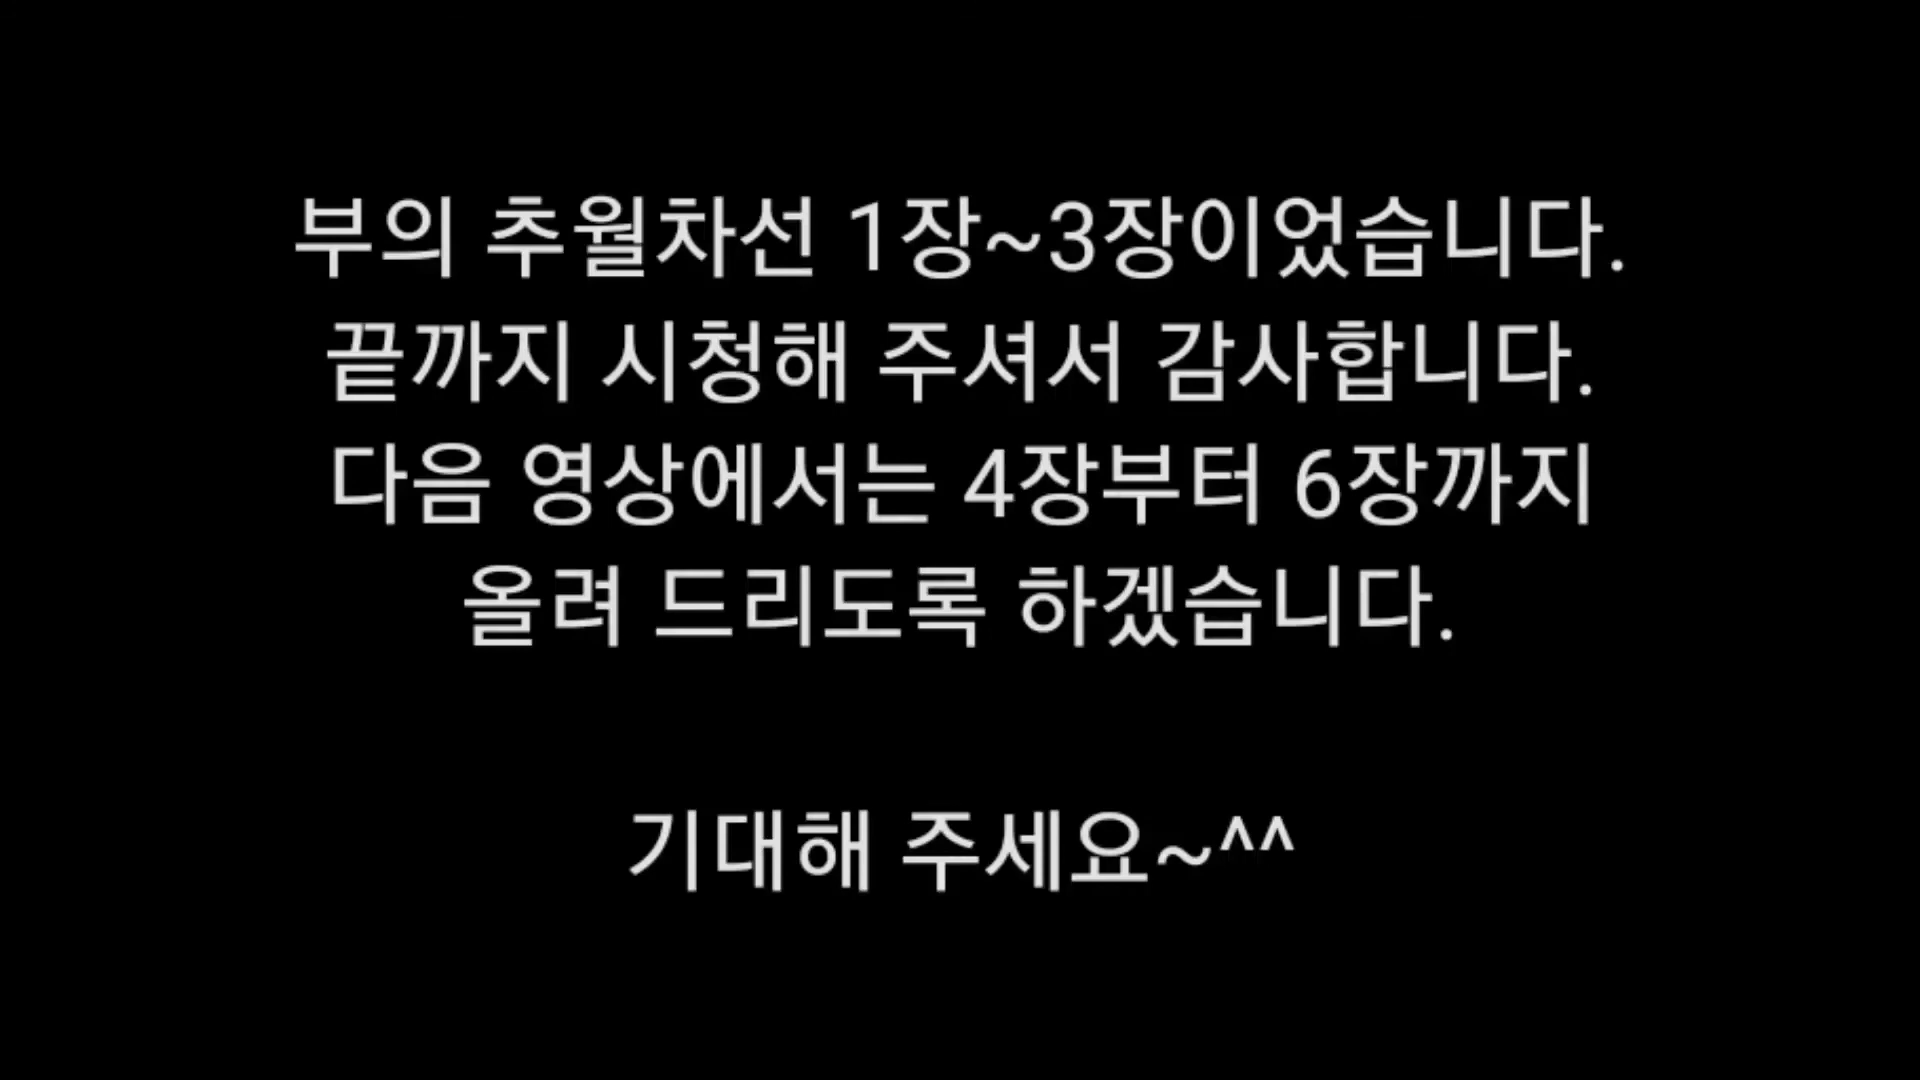 부의 추월차선 1장~3장이었습니다.
끝까지 시청해 주셔서 감사합니다.
다음 영상에서는 4장부터 6장까지
올려 드리도록 하겠습니다.
기대해 주세요~^^